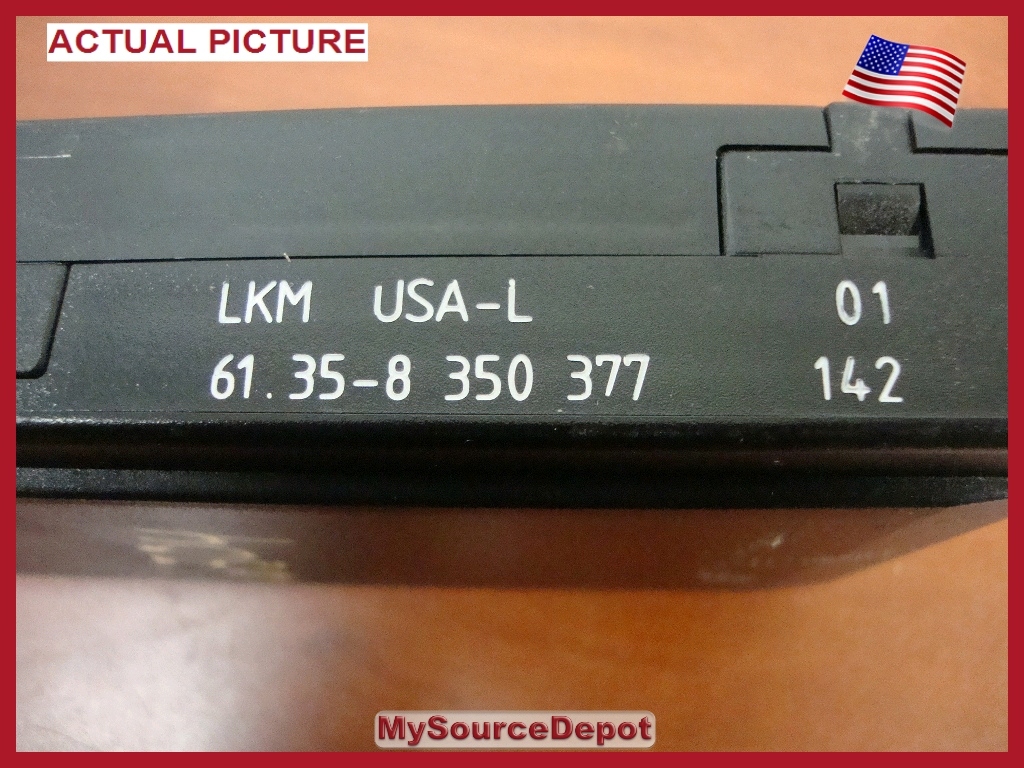 ACTUAL PICTURE
LKM USA-L 01
61.35-8 350 377 142
MySourceDepot